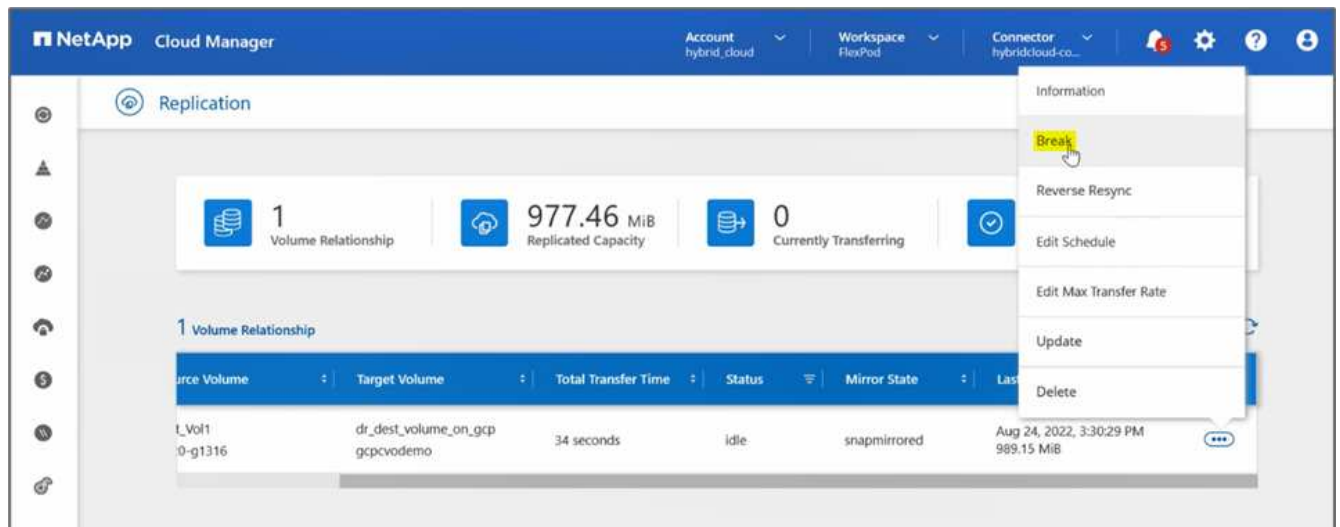 NetApp Cloud Manager
Account
hybrid_cloud
Workspace
FlexPod
Connector
hybridcloud-co...
5
Replication
Information
Break
Reverse Resync
Edit Schedule
Edit Max Transfer Rate
Update
Delete
1
Volume Relationship
977.46 MiB
Replicated Capacity
0
Currently Transferring
1 Volume Relationship
urce Volume
Target Volume
Total Transfer Time
Status
Mirror State
Las
t_Vol1
:0-g1316
dr_dest_volume_on_gcp
gcpcvodemo
34 seconds
idle
snapmirrored
Aug 24, 2022, 3:30:29 PM
989.15 MiB